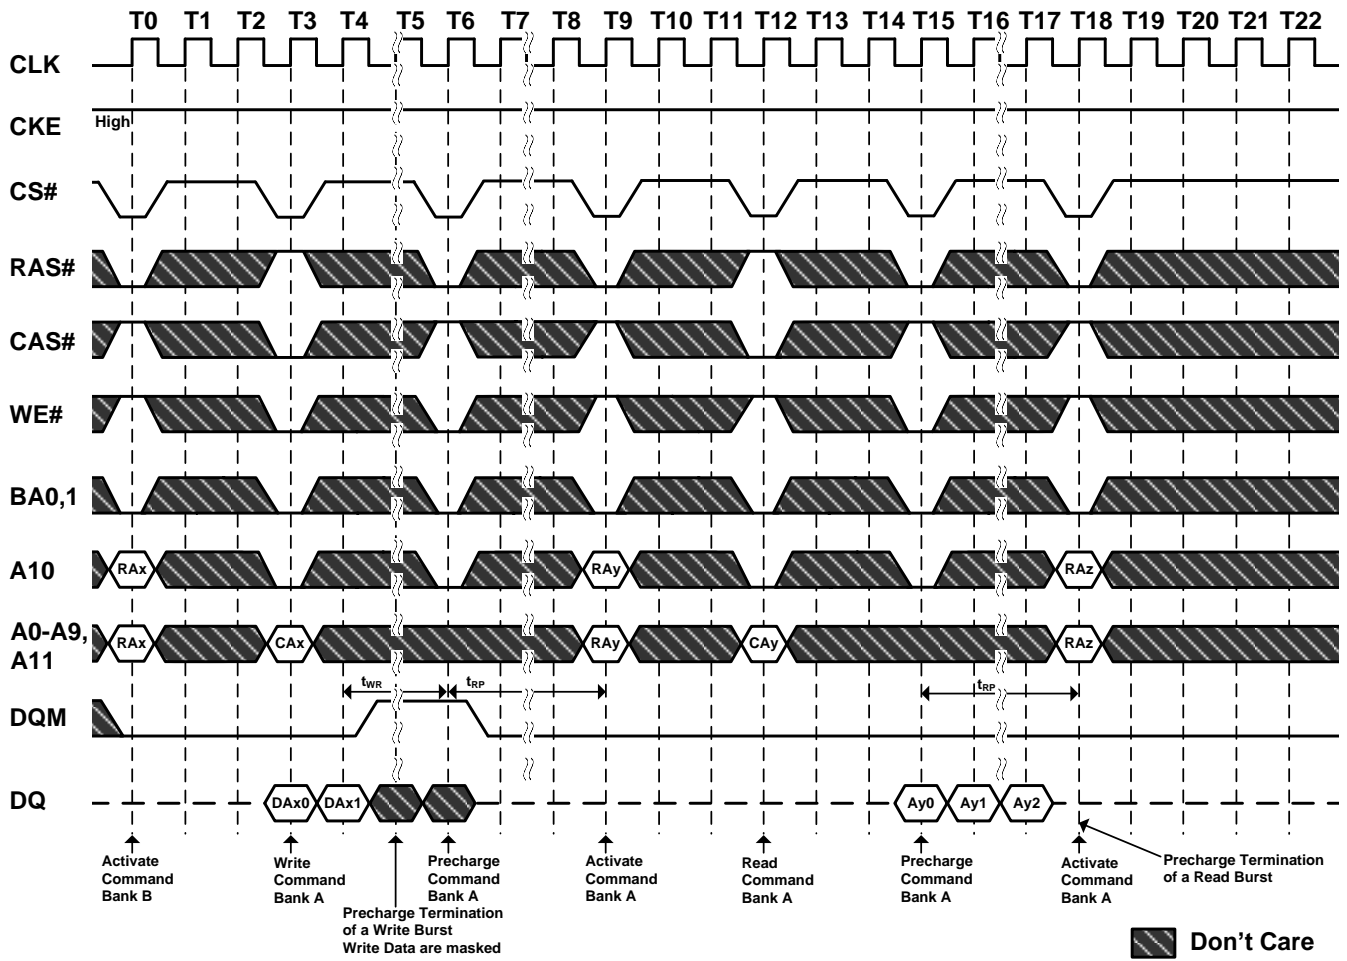 T0 T1 T2 T3 T4 T5 T6 T7 T8 T9 T10 T11 T12 T13 T14 T15 T16 T17 T18 T19 T20 T21 T22
CLK
CKE
High
CS#
RAS#
CAS#
WE#
BA0,1
A10
RAx RAy RAz
A0-A9,
A11
RAx CAx RAy CAy RAz
tWR tRP tRP
DQM
DQ
DAx0 DAx1 Ay0 Ay1 Ay2
Activate
Command
Bank B
Write
Command
Bank A
Precharge Termination
of a Write Burst
Write Data are masked
Precharge
Command
Bank A
Activate
Command
Bank A
Read
Command
Bank A
Precharge
Command
Bank A
Activate
Command
Bank A
Precharge Termination
of a Read Burst
Don't Care